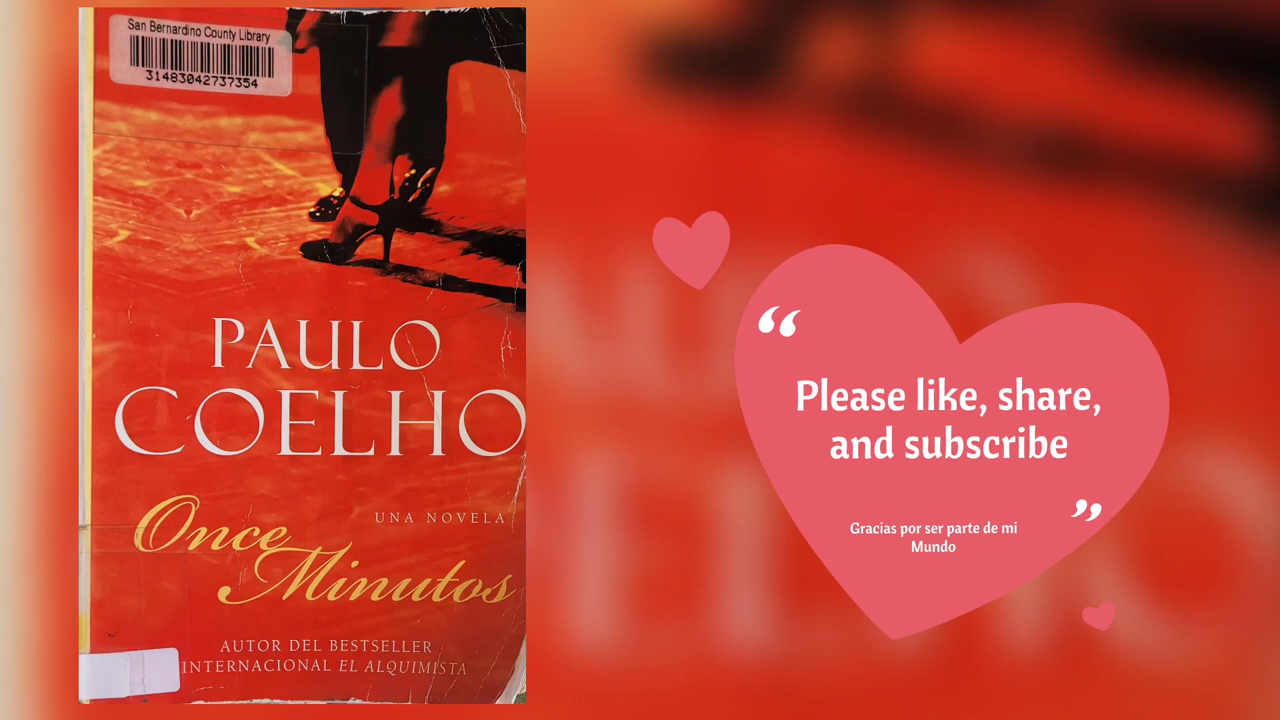 San Bernardino County Library
31483042737354
PAULO
COELHO
UNA NOVELA
Once
Minutos
AUTOR DEL BESTSELLER
INTERNACIONAL EL ALQUIMISTA
“
Please like, share,
and subscribe
”
Gracias por ser parte de mi
Mundo